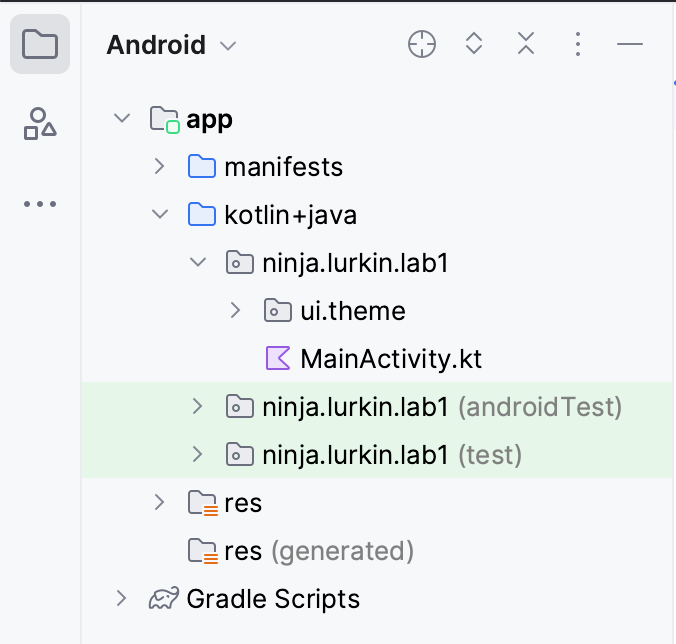 Android
app
manifests
kotlin+java
ninja.lurkin.lab1
ui.theme
MainActivity.kt
ninja.lurkin.lab1 (androidTest)
ninja.lurkin.lab1 (test)
res
res (generated)
Gradle Scripts